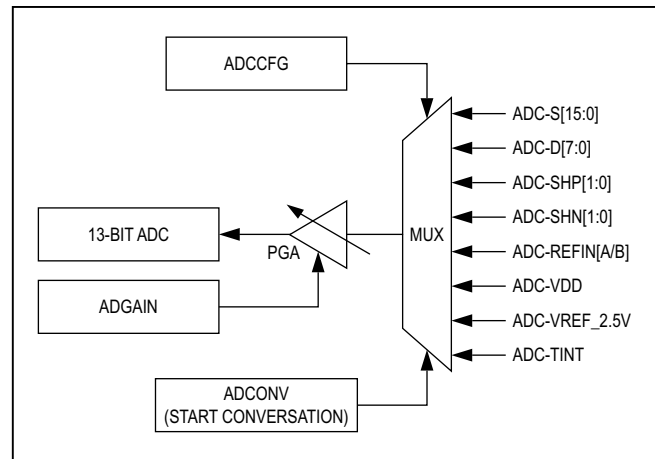 ADCCFG
ADC-S[15:0]
ADC-D[7:0]
ADC-SHP[1:0]
ADC-SHN[1:0]
13-BIT ADC
PGA
MUX
ADC-REFIN[A/B]
ADGAIN
ADC-VDD
ADC-VREF_2.5V
ADC-TINT
ADCONV
(START CONVERSATION)